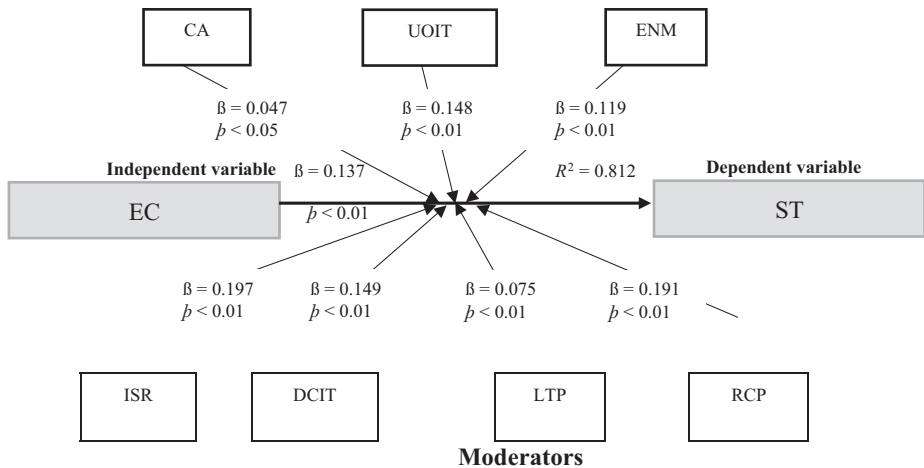 CA
UOIT
ENM
ß = 0.047
p < 0.05
ß = 0.148
p < 0.01
ß = 0.119
p < 0.01
Independent variable
ß = 0.137
R² = 0.812
Dependent variable
EC
p < 0.01
ST
ß = 0.197
p < 0.01
ß = 0.149
p < 0.01
ß = 0.075
p < 0.01
ß = 0.191
p < 0.01
ISR
DCIT
LTP
RCP
Moderators